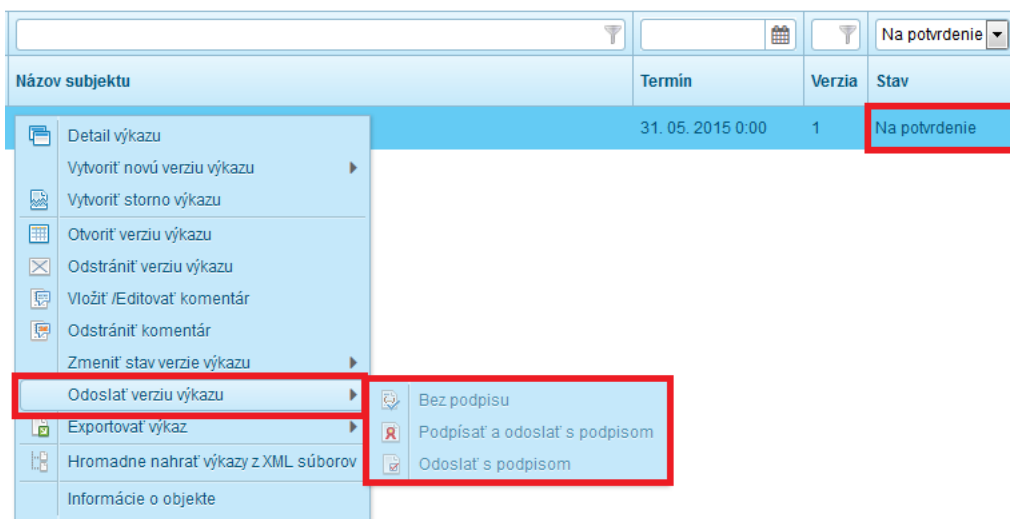 Na potvrdenie
Názov subjektu Termín Verzia Stav
31. 05. 2015 0:00 1 Na potvrdenie
Detail výkazu
Vytvoriť novú verziu výkazu
Vytvoriť storno výkazu
Otvoriť verziu výkazu
Odstrániť verziu výkazu
Vložiť /Editovať komentár
Odstrániť komentár
Zmeniť stav verzie výkazu
Odoslať verziu výkazu
Bez podpisu
Exportovať výkaz
Podpísať a odoslať s podpisom
Hromadne nahrať výkazy z XML súborov
Odoslať s podpisom
Informácie o objekte